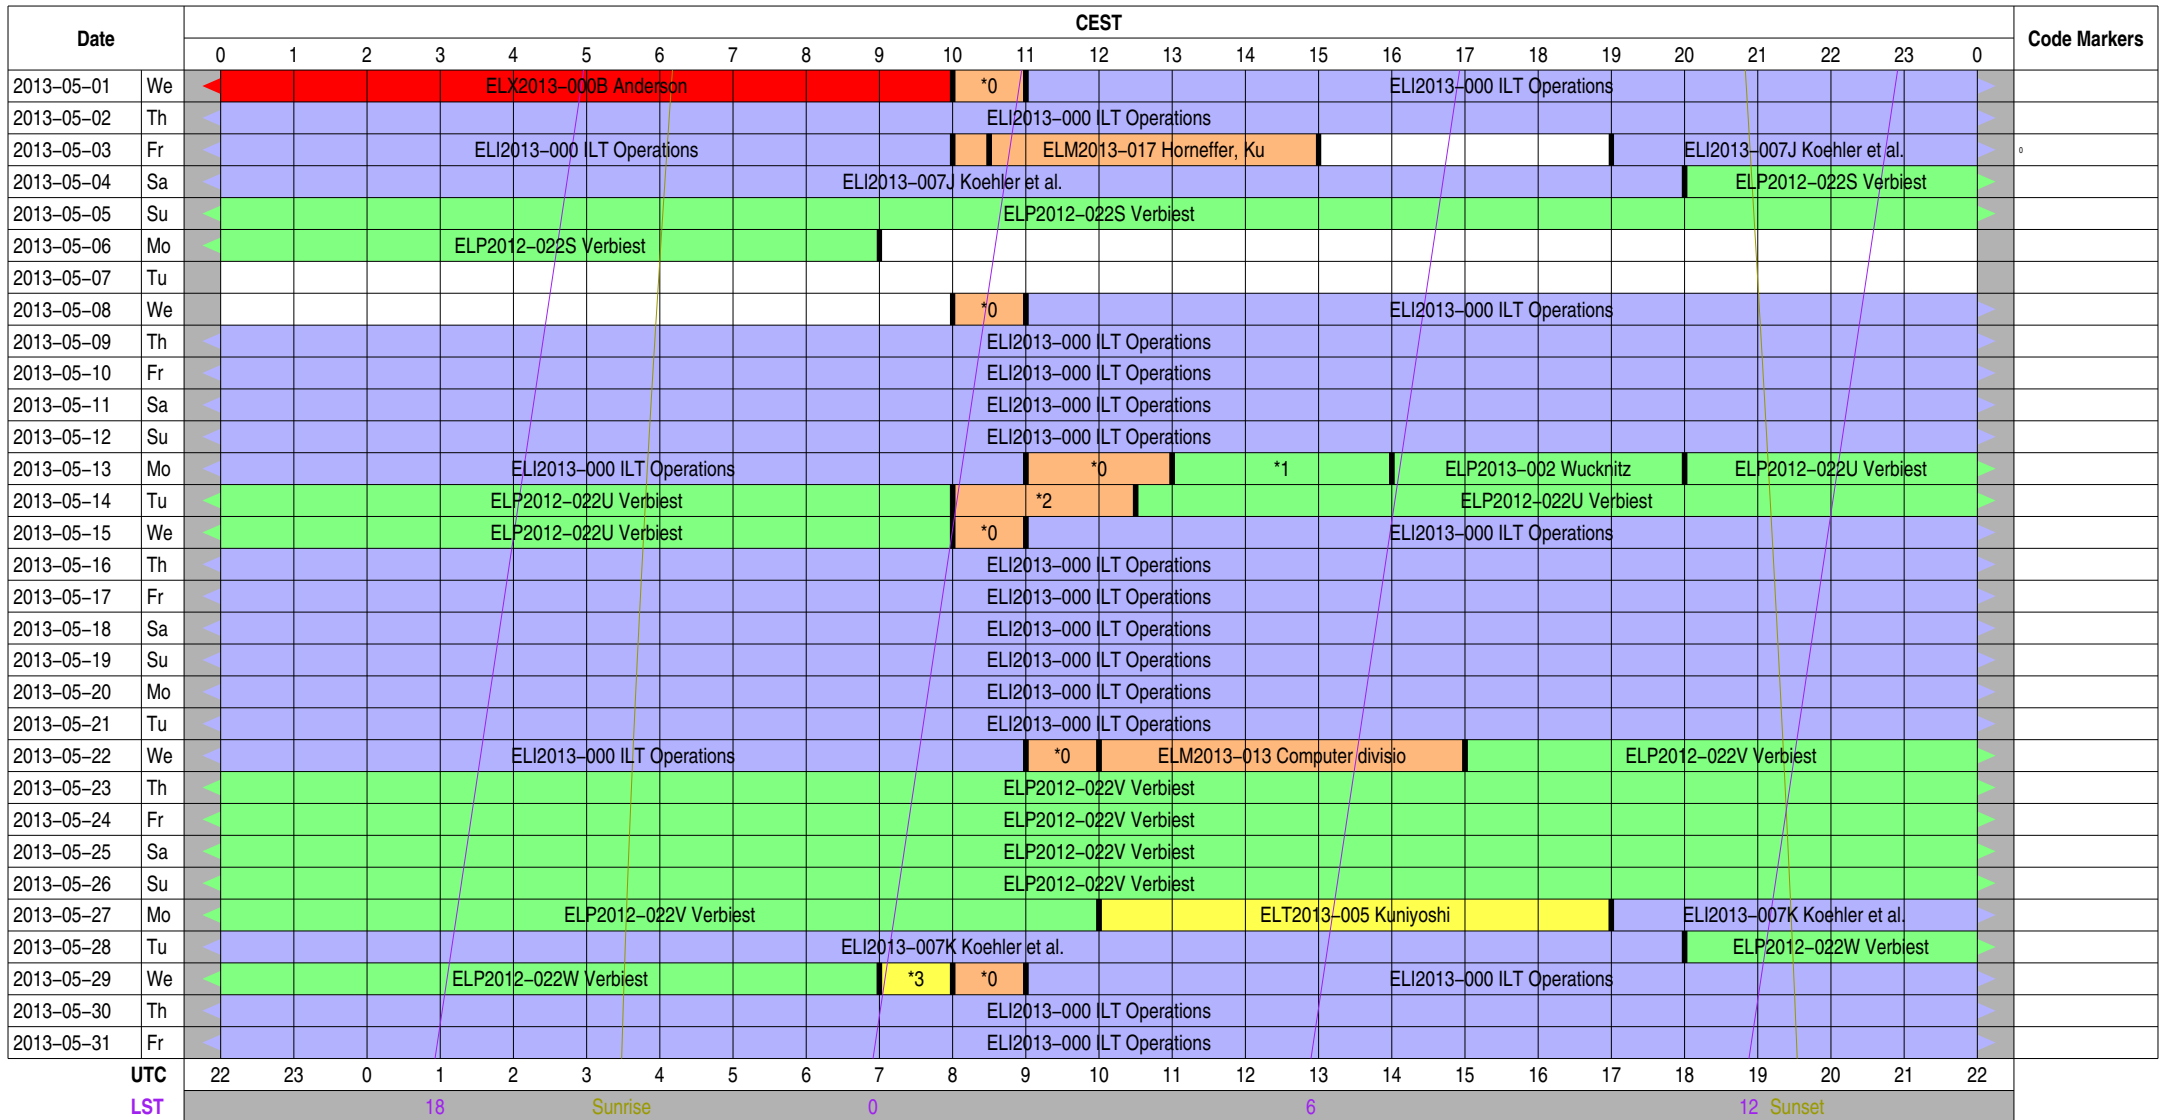 Date CEST Code Markers
0 1 2 3 4 5 6 7 8 9 10 11 12 13 14 15 16 17 18 19 20 21 22 23 0
2013-05-01 We ELX2013-000B Anderson *0 ELI2013-000 ILT Operations
2013-05-02 Th ELI2013-000 ILT Operations
2013-05-03 Fr ELI2013-000 ILT Operations ELM2013-017 Horneffer, Ku ELI2013-007J Koehler et al. 0
2013-05-04 Sa ELI2013-007J Koehler et al. ELP2012-022S Verbiest
2013-05-05 Su ELP2012-022S Verbiest
2013-05-06 Mo ELP2012-022S Verbiest
2013-05-07 Tu
2013-05-08 We *0 ELI2013-000 ILT Operations
2013-05-09 Th ELI2013-000 ILT Operations
2013-05-10 Fr ELI2013-000 ILT Operations
2013-05-11 Sa ELI2013-000 ILT Operations
2013-05-12 Su ELI2013-000 ILT Operations
2013-05-13 Mo ELI2013-000 ILT Operations *0 *1 ELP2013-002 Wucknitz ELP2012-022U Verbiest
2013-05-14 Tu ELP2012-022U Verbiest *2 ELP2012-022U Verbiest
2013-05-15 We ELP2012-022U Verbiest *0 ELI2013-000 ILT Operations
2013-05-16 Th ELI2013-000 ILT Operations
2013-05-17 Fr ELI2013-000 ILT Operations
2013-05-18 Sa ELI2013-000 ILT Operations
2013-05-19 Su ELI2013-000 ILT Operations
2013-05-20 Mo ELI2013-000 ILT Operations
2013-05-21 Tu ELI2013-000 ILT Operations
2013-05-22 We ELI2013-000 ILT Operations *0 ELM2013-013 Computer divisio ELP2012-022V Verbiest
2013-05-23 Th ELP2012-022V Verbiest
2013-05-24 Fr ELP2012-022V Verbiest
2013-05-25 Sa ELP2012-022V Verbiest
2013-05-26 Su ELP2012-022V Verbiest
2013-05-27 Mo ELP2012-022V Verbiest ELT2013-005 Kuniyoshi ELI2013-007K Koehler et al.
2013-05-28 Tu ELI2013-007K Koehler et al. ELP2012-022W Verbiest
2013-05-29 We ELP2012-022W Verbiest *3 *0 ELI2013-000 ILT Operations
2013-05-30 Th ELI2013-000 ILT Operations
2013-05-31 Fr ELI2013-000 ILT Operations
UTC 22 23 0 1 2 3 4 5 6 7 8 9 10 11 12 13 14 15 16 17 18 19 20 21 22
LST 18 Sunrise 0 6 12 Sunset